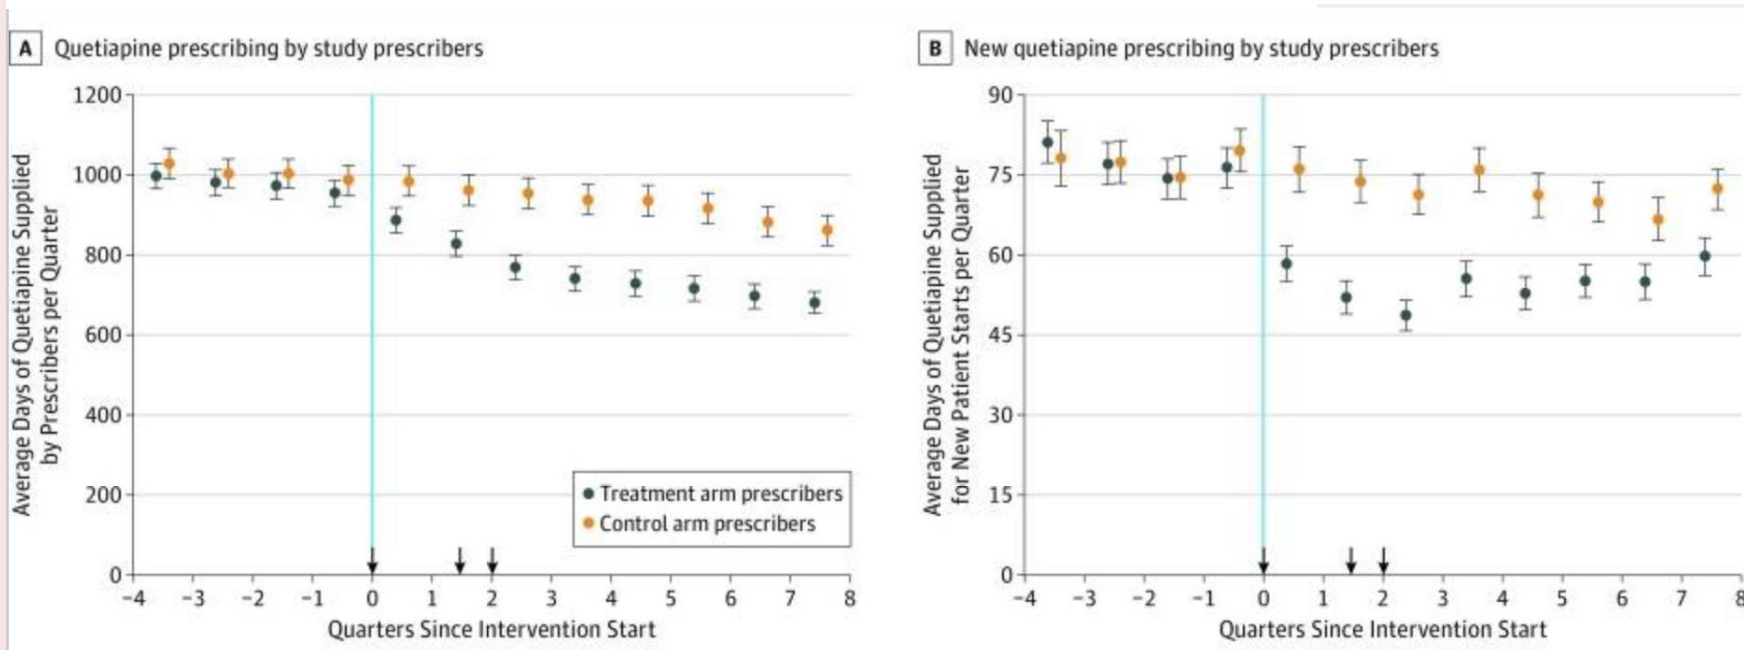 A Quetiapine prescribing by study prescribers
Average Days of Quetiapine Supplied
by Prescribers per Quarter
1200
1000
800
600
400
200
0
Treatment arm prescribers
Control arm prescribers
−4 −3 −2 −1 0 1 2 3 4 5 6 7 8
Quarters Since Intervention Start
B New quetiapine prescribing by study prescribers
Average Days of Quetiapine Supplied
for New Patient Starts per Quarter
90
75
60
45
30
15
0
−4 −3 −2 −1 0 1 2 3 4 5 6 7 8
Quarters Since Intervention Start